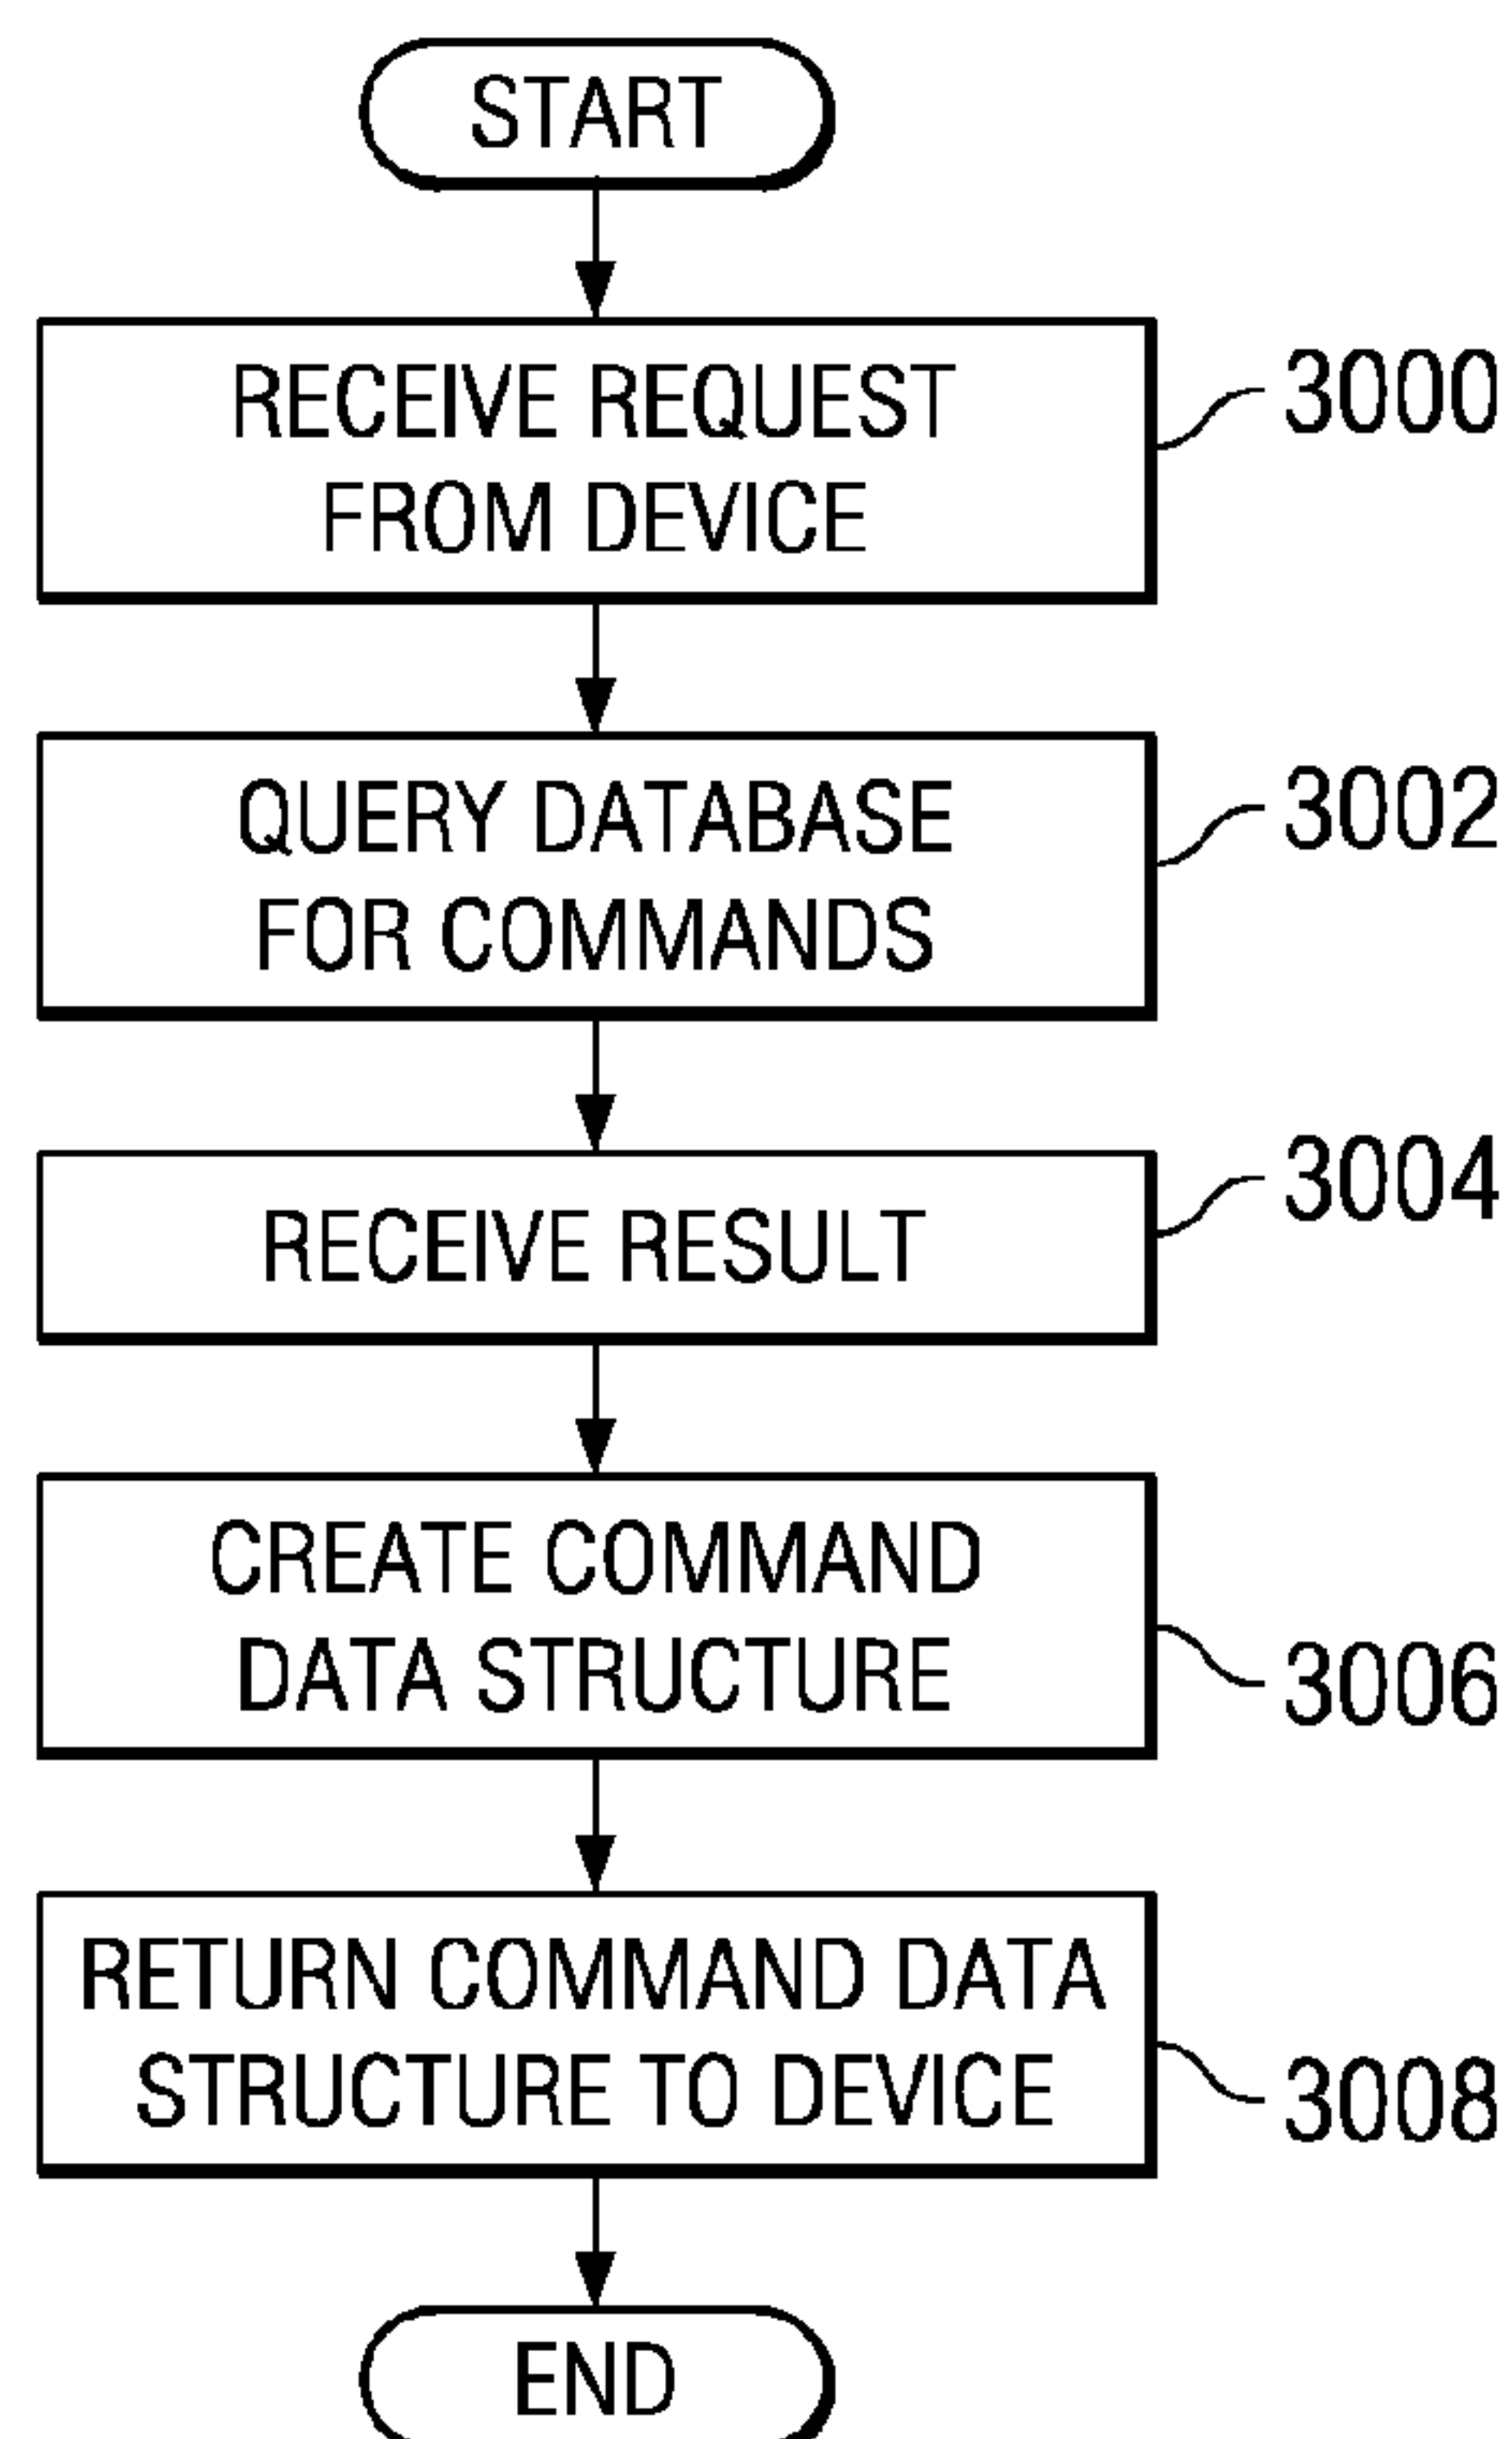 START
RECEIVE REQUEST
FROM DEVICE
3000
QUERY DATABASE
FOR COMMANDS
3002
RECEIVE RESULT
3004
CREATE COMMAND
DATA STRUCTURE
3006
RETURN COMMAND DATA
STRUCTURE TO DEVICE
3008
END